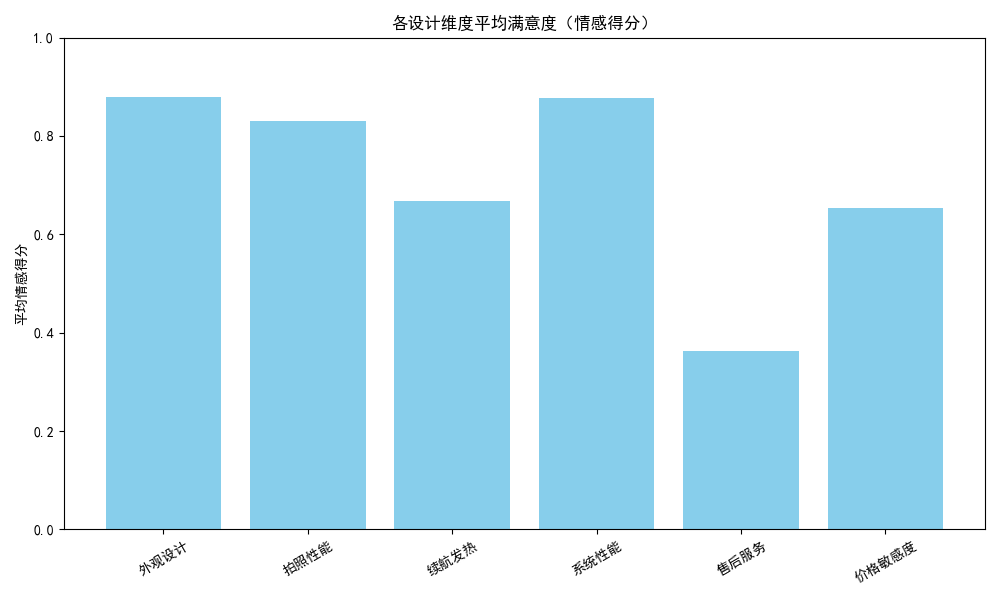 各设计维度平均满意度（情感得分）
平均情感得分
1.0
0.8
0.6
0.4
0.2
0.0
外观设计
拍照性能
续航发热
系统性能
售后服务
价格敏感度